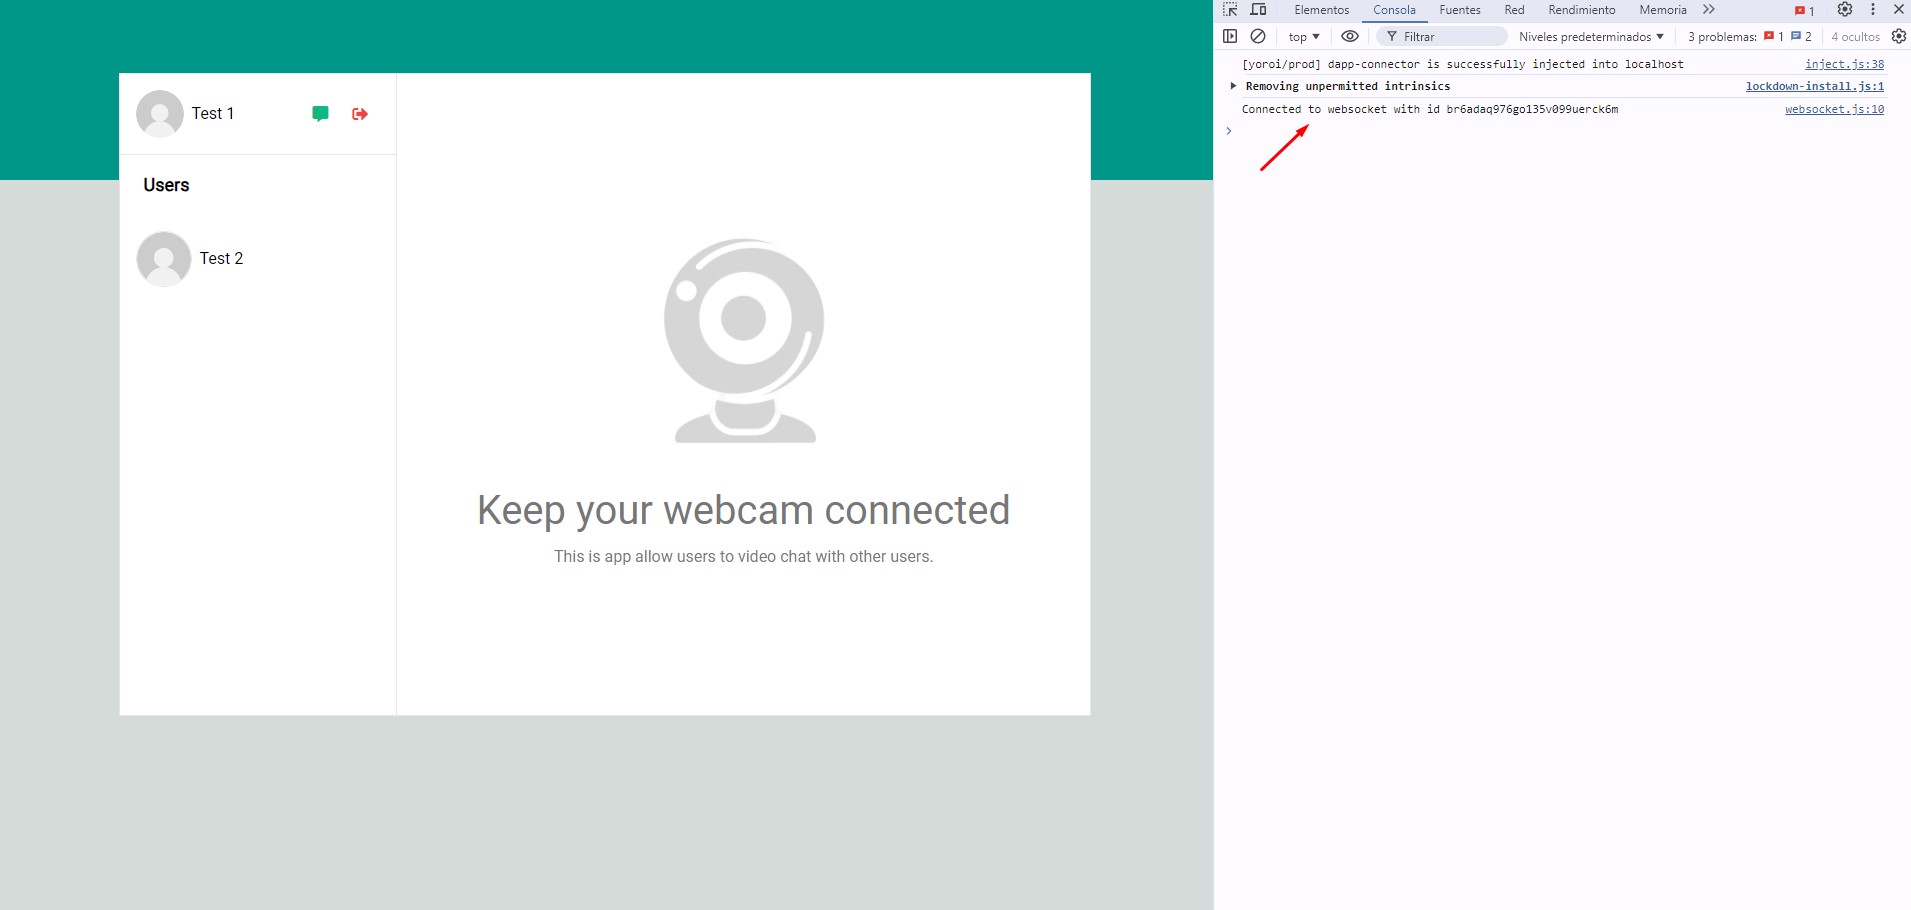 Test 1
Users
Test 2
Keep your webcam connected
This is app allow users to video chat with other users.
Elementos Consola Fuentes Red Rendimiento Memoria 1
top Filtrar Niveles predeterminados 3 problemas: 1 2 4 ocultos
[yoroi/prod] dapp-connector is successfully injected into localhost inject.js:38
Removing unpermitted intrinsics lockdown-install.js:1
Connected to websocket with id br6adaq976go135v099uerck6m websocket.js:10